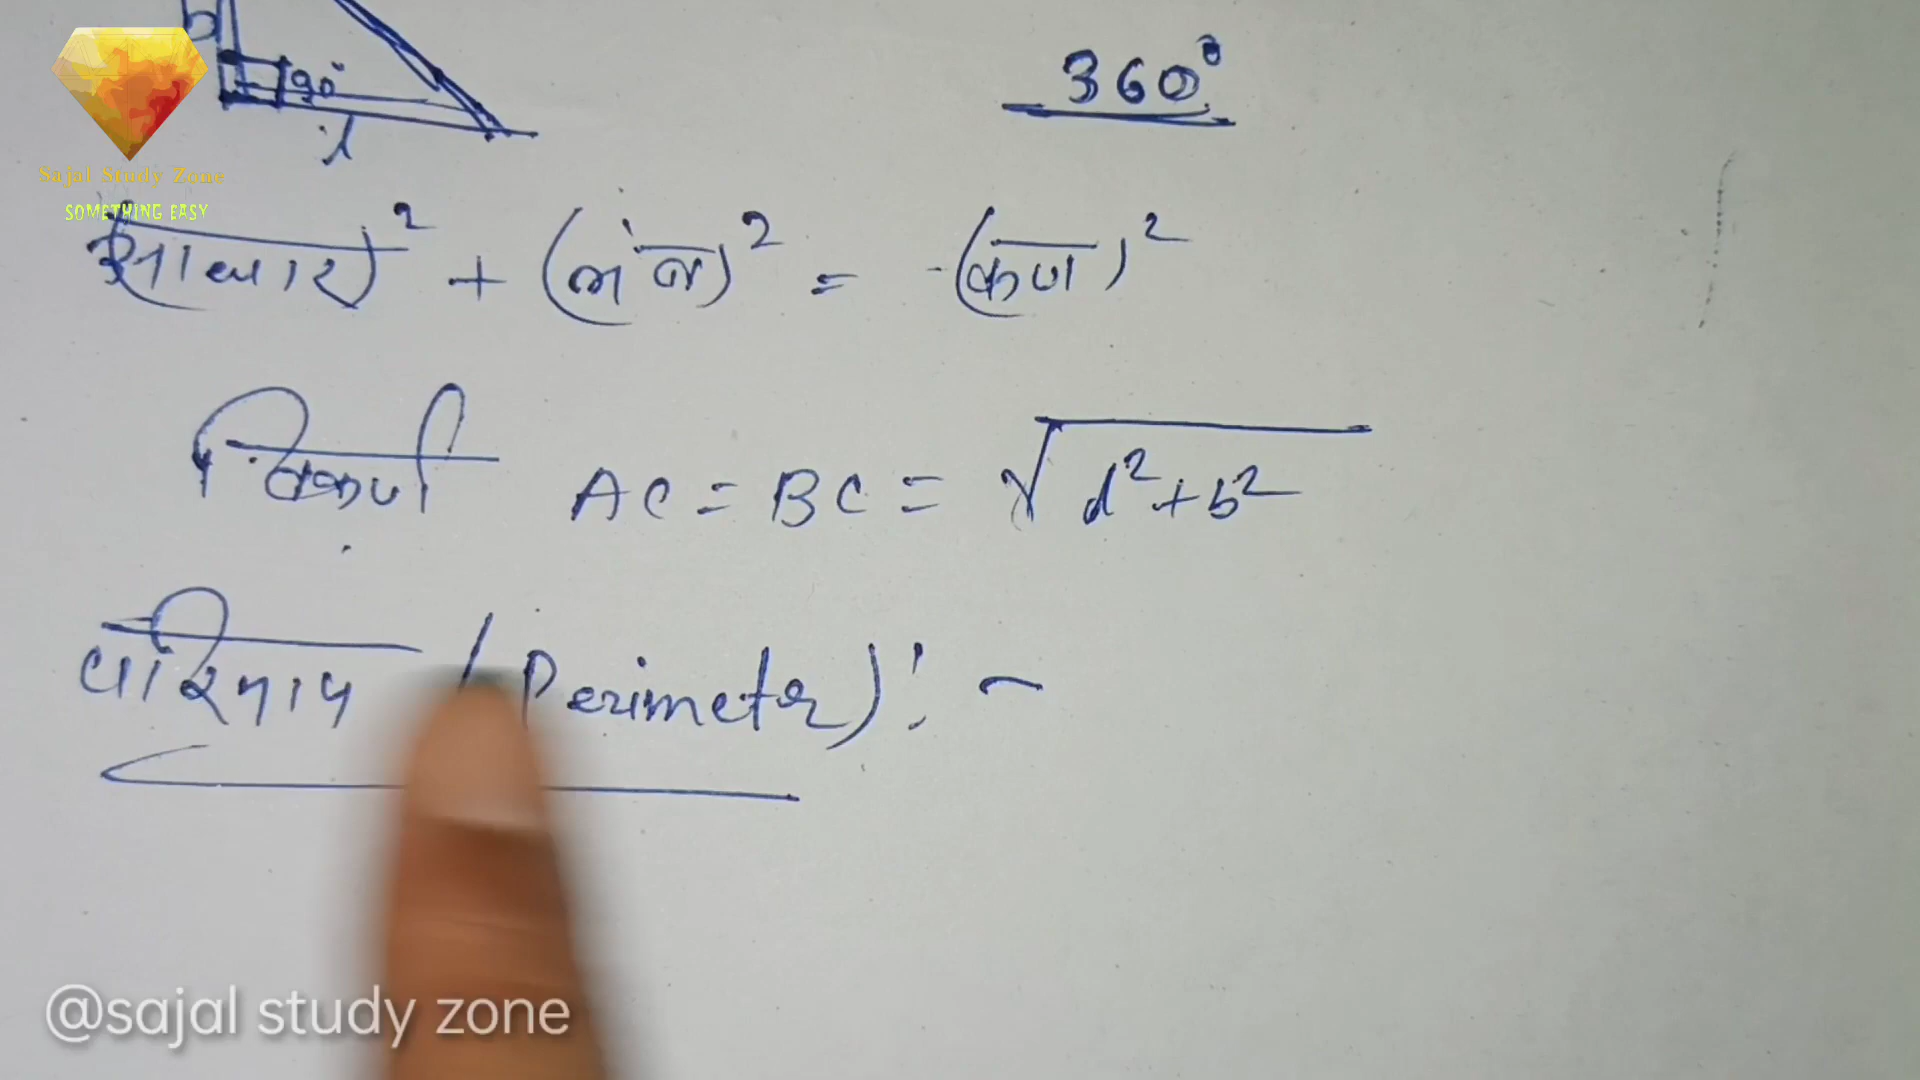 b
90°
l
360°
Sajal Study Zone
SOMETHING EASY
(आधार)² + (लंब)² = (कर्ण)²
विकर्ण AC = BC = √d²+b²
परिमाप (Perimeter) : -
@sajal study zone